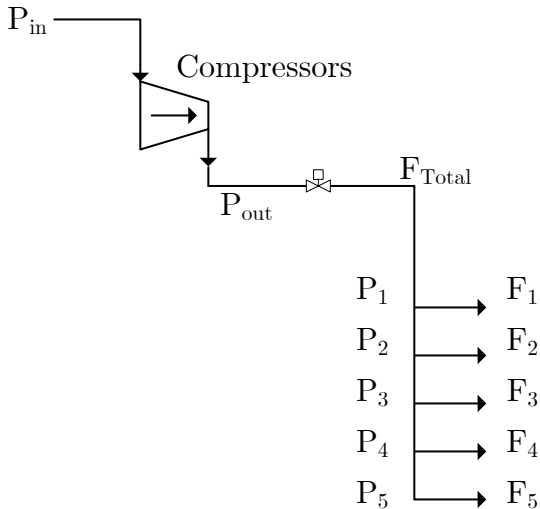 P_in
Compressors
F_Total
P_out
P_1 F_1
P_2 F_2
P_3 F_3
P_4 F_4
P_5 F_5